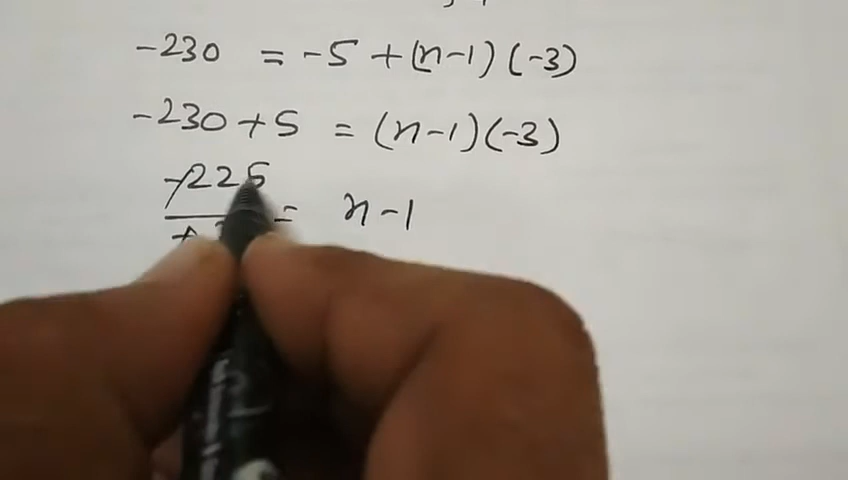 -230 = -5 + (n-1) (-3)
-230 + 5 = (n-1)(-3)
-225
= n-1